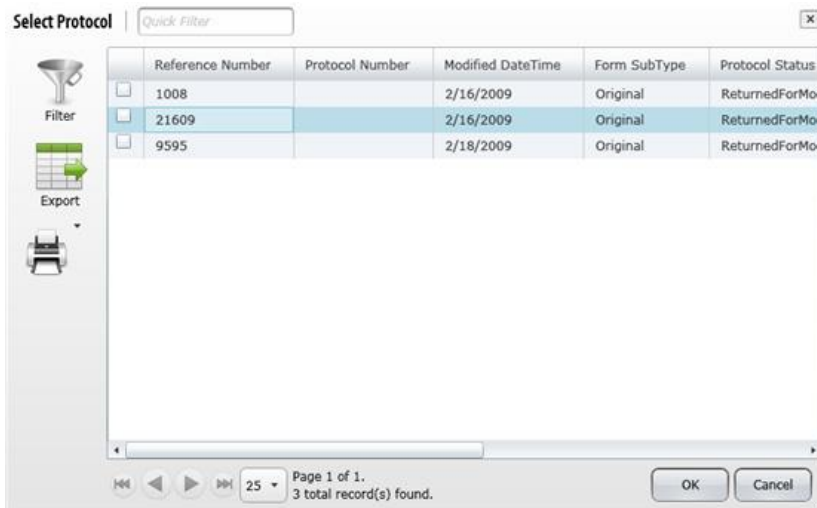 Select Protocol Quick Filter x
Reference Number Protocol Number Modified DateTime Form SubType Protocol Status
1008 2/16/2009 Original ReturnedForMo
21609 2/16/2009 Original ReturnedForMo
9595 2/18/2009 Original ReturnedForMo
Filter
Export
25 Page 1 of 1.
3 total record(s) found.
OK Cancel